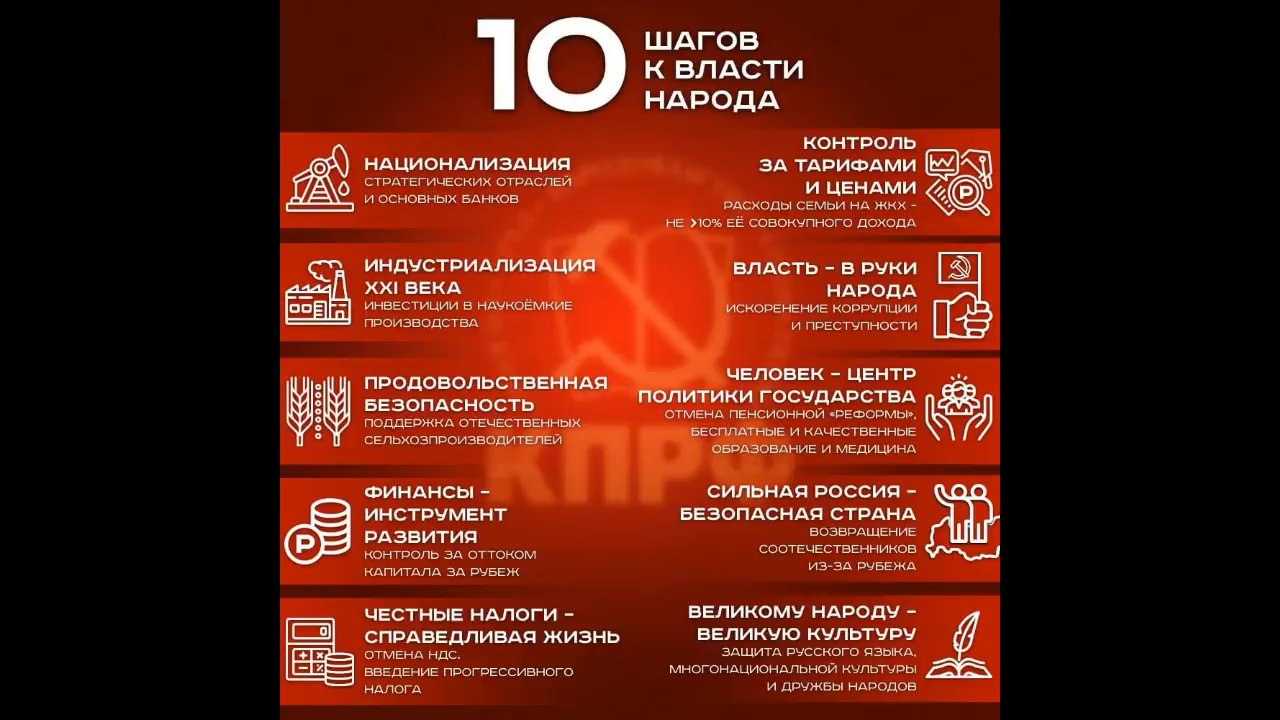 10
ШАГОВ
К ВЛАСТИ
НАРОДА
НАЦИОНАЛИЗАЦИЯ
СТРАТЕГИЧЕСКИХ ОТРАСЛЕЙ
И ОСНОВНЫХ БАНКОВ
ИНДУСТРИАЛИЗАЦИЯ
XXI ВЕКА
ИНВЕСТИЦИИ В НАУКОЁМКИЕ
ПРОИЗВОДСТВА
ПРОДОВОЛЬСТВЕННАЯ
БЕЗОПАСНОСТЬ
ПОДДЕРЖКА ОТЕЧЕСТВЕННЫХ
СЕЛЬХОЗПРОИЗВОДИТЕЛЕЙ
ФИНАНСЫ –
ИНСТРУМЕНТ
РАЗВИТИЯ
КОНТРОЛЬ ЗА ОТТОКОМ
КАПИТАЛА ЗА РУБЕЖ
Р
ЧЕСТНЫЕ НАЛОГИ –
СПРАВЕДЛИВАЯ ЖИЗНЬ
ОТМЕНА НДС.
ВВЕДЕНИЕ ПРОГРЕССИВНОГО
НАЛОГА
КОНТРОЛЬ
ЗА ТАРИФАМИ
И ЦЕНАМИ
РАСХОДЫ СЕМЬИ НА ЖКХ -
НЕ >10% ЕЁ СОВОКУПНОГО ДОХОДА
Р
ВЛАСТЬ – В РУКИ
НАРОДА
ИСКОРЕНЕНИЕ КОРРУПЦИИ
И ПРЕСТУПНОСТИ
ЧЕЛОВЕК – ЦЕНТР
ПОЛИТИКИ ГОСУДАРСТВА
ОТМЕНА ПЕНСИОННОЙ «РЕФОРМЫ»,
БЕСПЛАТНЫЕ И КАЧЕСТВЕННЫЕ
ОБРАЗОВАНИЕ И МЕДИЦИНА
СИЛЬНАЯ РОССИЯ –
БЕЗОПАСНАЯ СТРАНА
ВОЗВРАЩЕНИЕ
СООТЕЧЕСТВЕННИКОВ
ИЗ-ЗА РУБЕЖА
ВЕЛИКОМУ НАРОДУ –
ВЕЛИКУЮ КУЛЬТУРУ
ЗАЩИТА РУССКОГО ЯЗЫКА,
МНОГОНАЦИОНАЛЬНОЙ КУЛЬТУРЫ
И ДРУЖБЫ НАРОДОВ
КПРФ